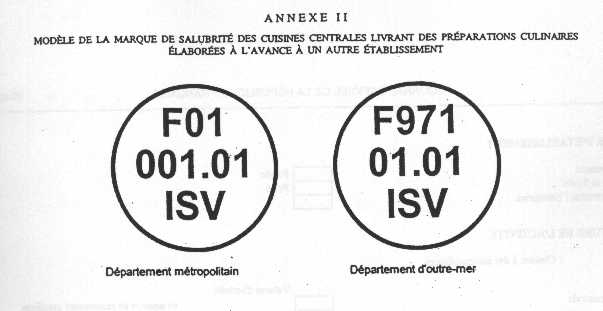 ANNEXE II
MODÈLE DE LA MARQUE DE SALUBRITÉ DES CUISINES CENTRALES LIVRANT DES PRÉPARATIONS CULINAIRES
ÉLABORÉES À L'AVANCE À UN AUTRE ÉTABLISSEMENT
F01
001.01
ISV
F971
01.01
ISV
Département métropolitain
Département d'outre-mer